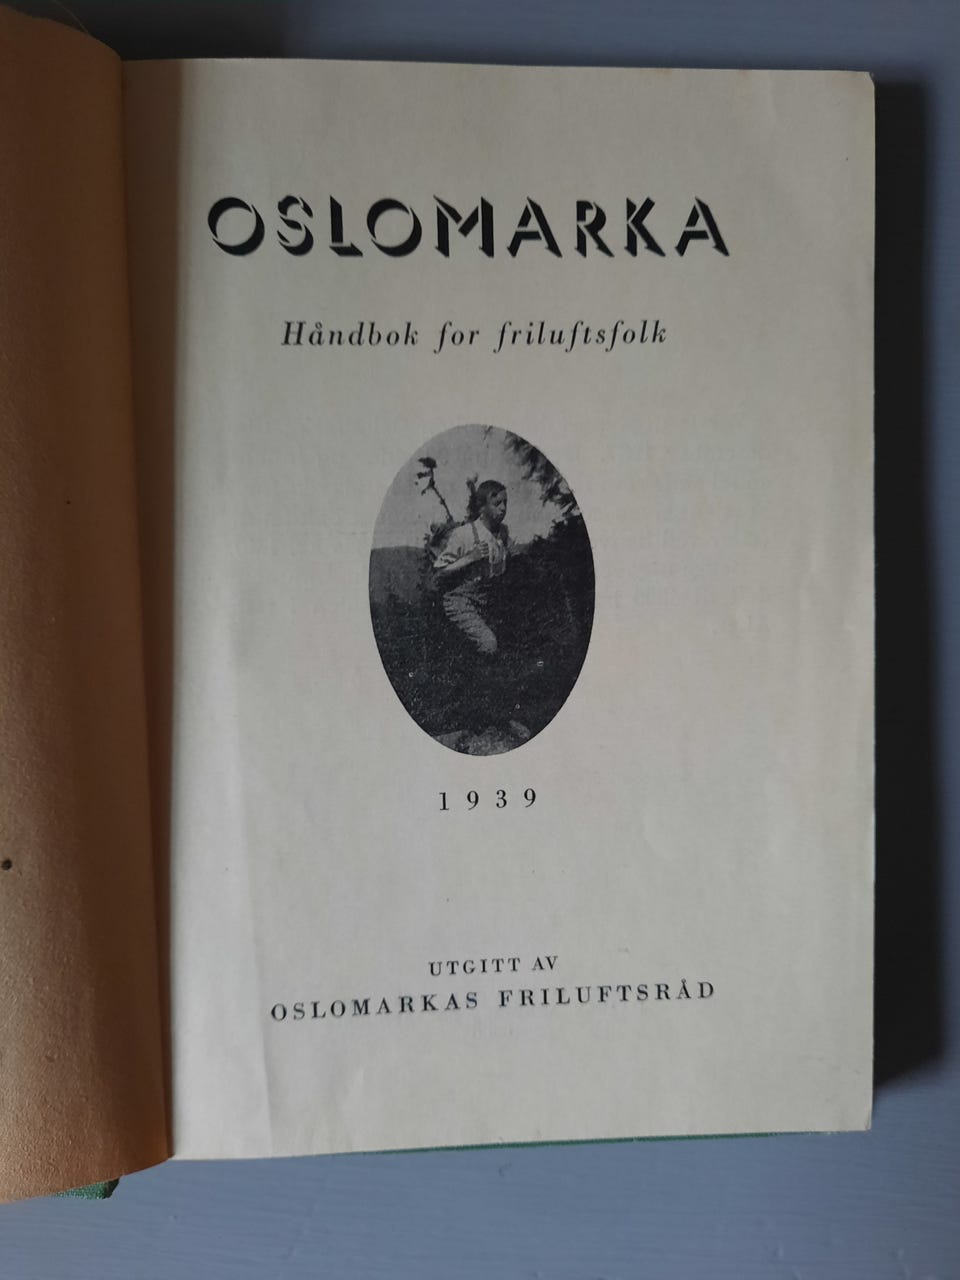 OSLOMARKA
Håndbok for friluftsfolk
1939
UTGITT AV
OSLOMARKAS FRILUFTSRÅD